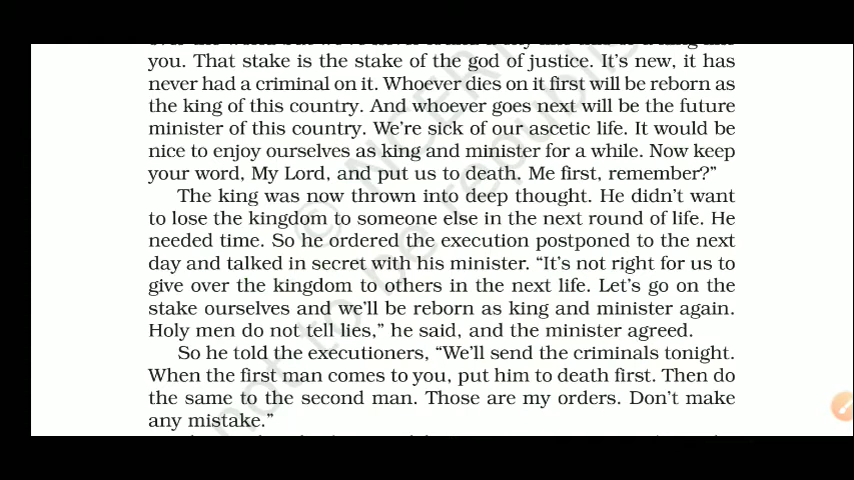 you. That stake is the stake of the god of justice. It's new, it has
never had a criminal on it. Whoever dies on it first will be reborn as
the king of this country. And whoever goes next will be the future
minister of this country. We're sick of our ascetic life. It would be
nice to enjoy ourselves as king and minister for a while. Now keep
your word, My Lord, and put us to death. Me first, remember?”
The king was now thrown into deep thought. He didn't want
to lose the kingdom to someone else in the next round of life. He
needed time. So he ordered the execution postponed to the next
day and talked in secret with his minister. “It's not right for us to
give over the kingdom to others in the next life. Let's go on the
stake ourselves and we'll be reborn as king and minister again.
Holy men do not tell lies,” he said, and the minister agreed.
So he told the executioners, “We'll send the criminals tonight.
When the first man comes to you, put him to death first. Then do
the same to the second man. Those are my orders. Don't make
any mistake.”
© NCERT
not to be republis